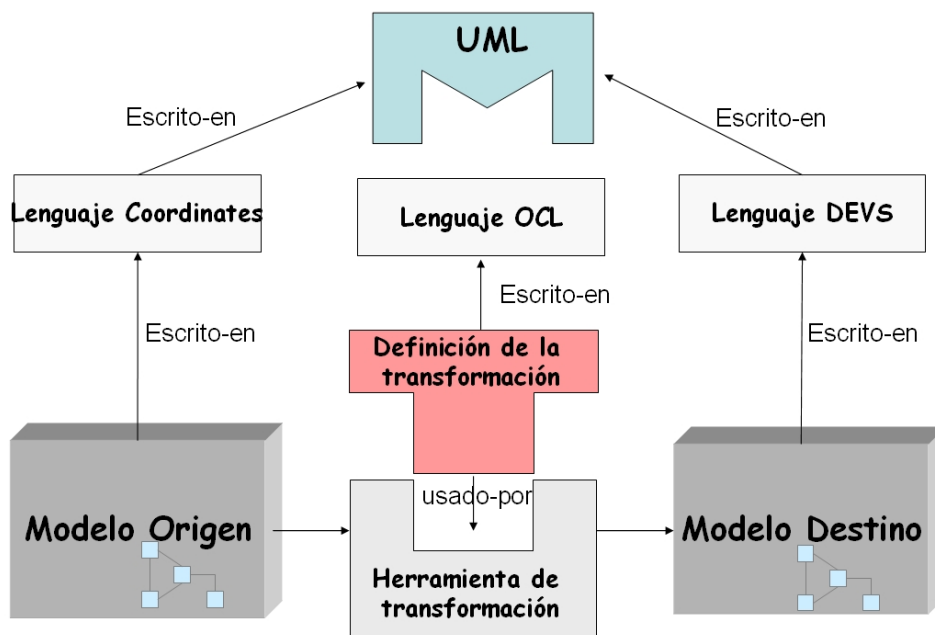 UML
Escrito-en
Escrito-en
Lenguaje Coordinates
Lenguaje OCL
Lenguaje DEVS
Escrito-en
Escrito-en
Escrito-en
Definición de la
transformación
usado-por
Modelo Origen
Modelo Destino
Herramienta de
transformación